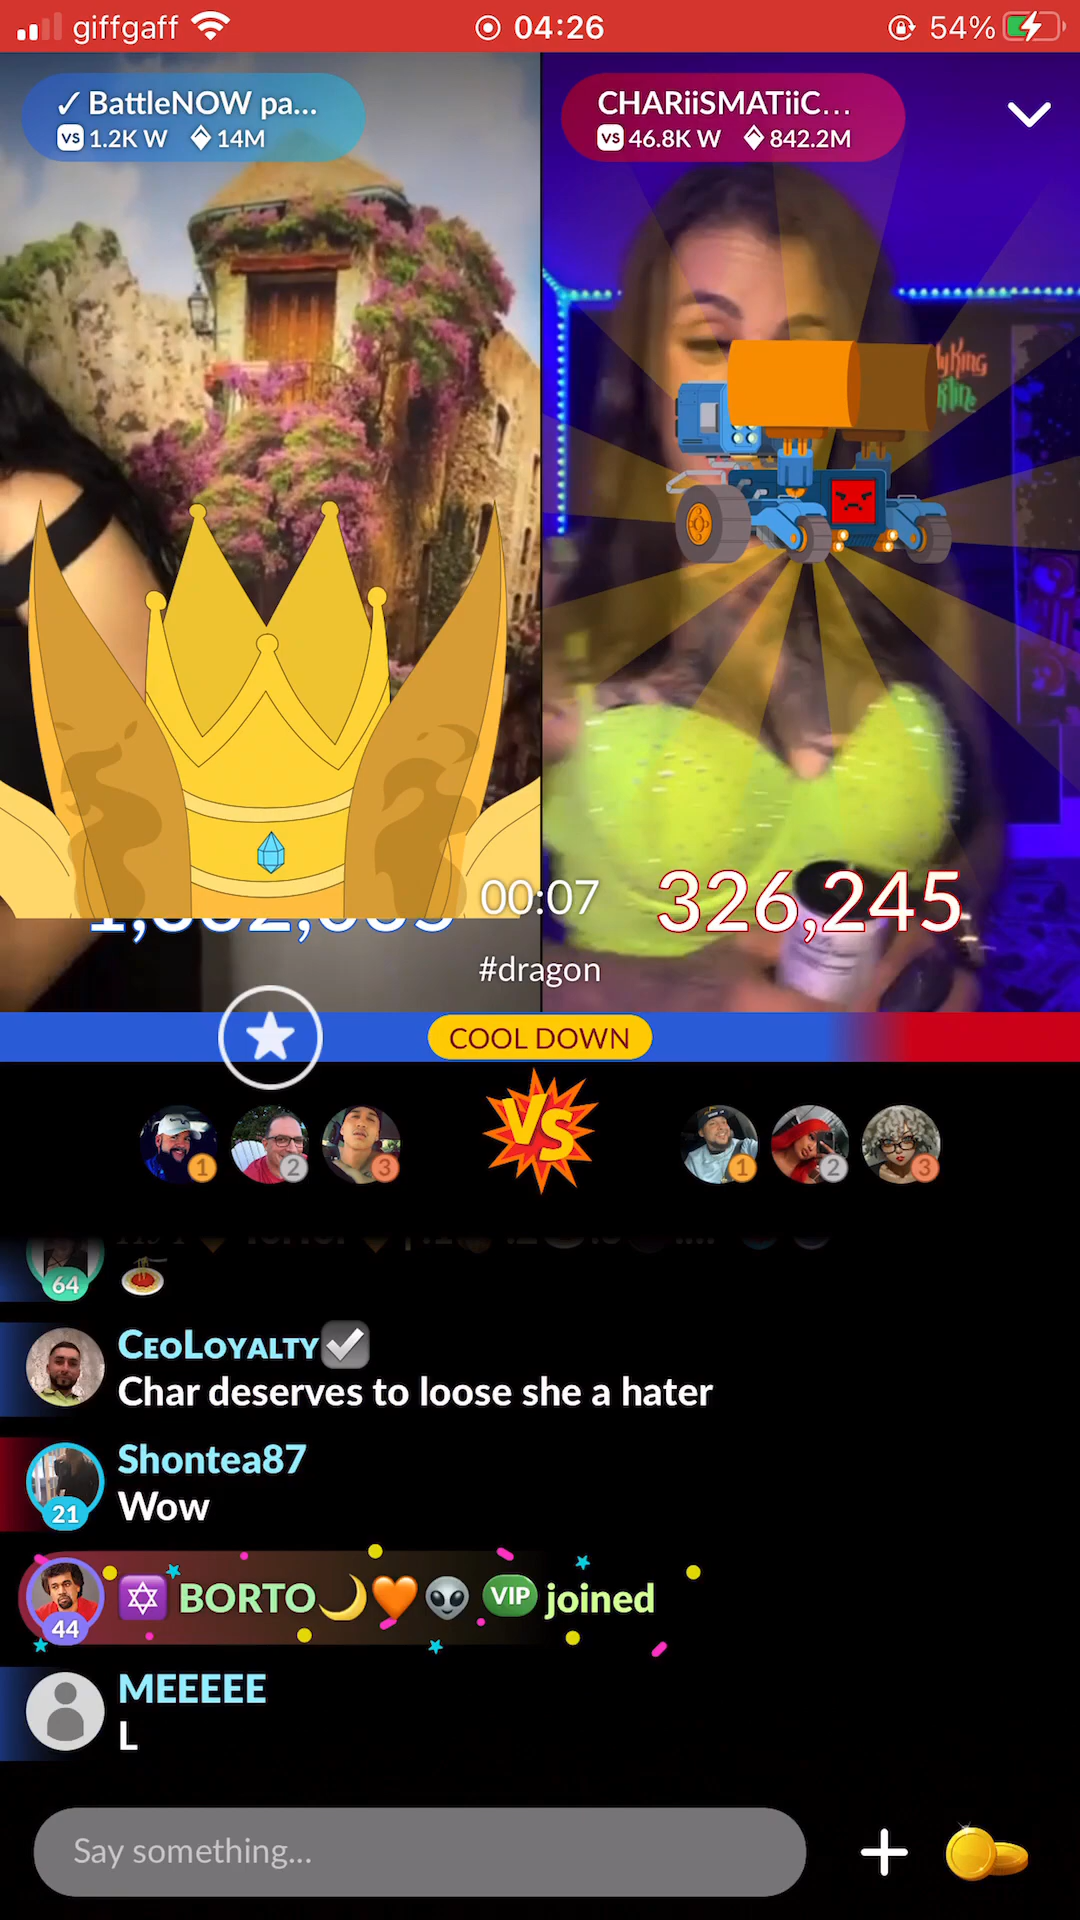 giffgaff 04:26 54%
✓ BattleNOW pa...
VS 1.2K W 14M
CHARiiSMATiiC...
VS 46.8K W 842.2M
00:07
326,245
#dragon
COOL DOWN
VS
1 2 3
1 2 3
64
CEOLOYALTY
Char deserves to loose she a hater
Shontea87
21
Wow
BORTO VIP joined
44
MEEEEE
L
Say something...